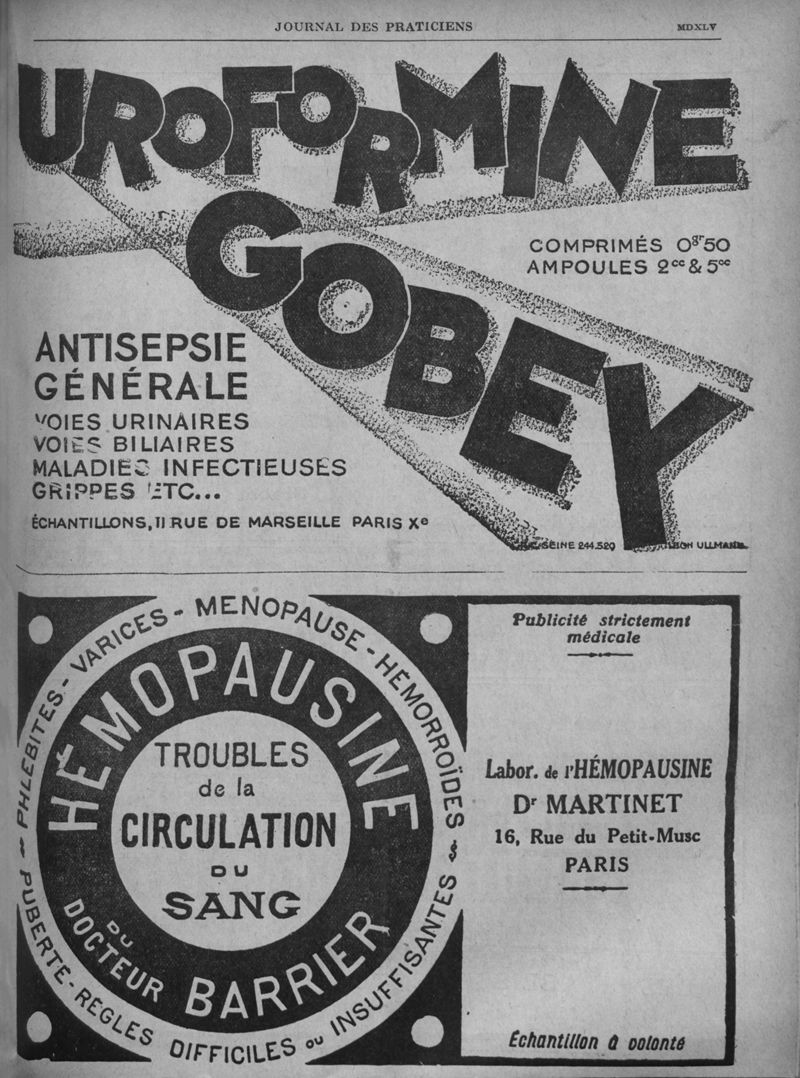 JOURNAL DES PRATICIENS
MDXLV
UROFORMINE
GOBEY
COMPRIMÉS 0gr50
AMPOULES 2cc & 5cc
ANTISEPSIE
GÉNÉRALE
VOIES URINAIRES
VOIES BILIAIRES
MALADIES INFECTIEUSES
GRIPPES ETC...
ÉCHANTILLONS, 11 RUE DE MARSEILLE PARIS Xe
SEINE 244.529
ULLMANN
PHLÉBITES - VARICES - MENOPAUSE - HÉMORROÏDES
HÉMOPAUSINE
TROUBLES
de la
CIRCULATION
DU
SANG
DU
DOCTEUR
BARRIER
PUBERTÉ - RÈGLES DIFFICILES ou INSUFFISANTES
Publicité strictement
médicale
Labor. de l'HÉMOPAUSINE
Dr MARTINET
16, Rue du Petit-Musc
PARIS
Échantillon à volonté